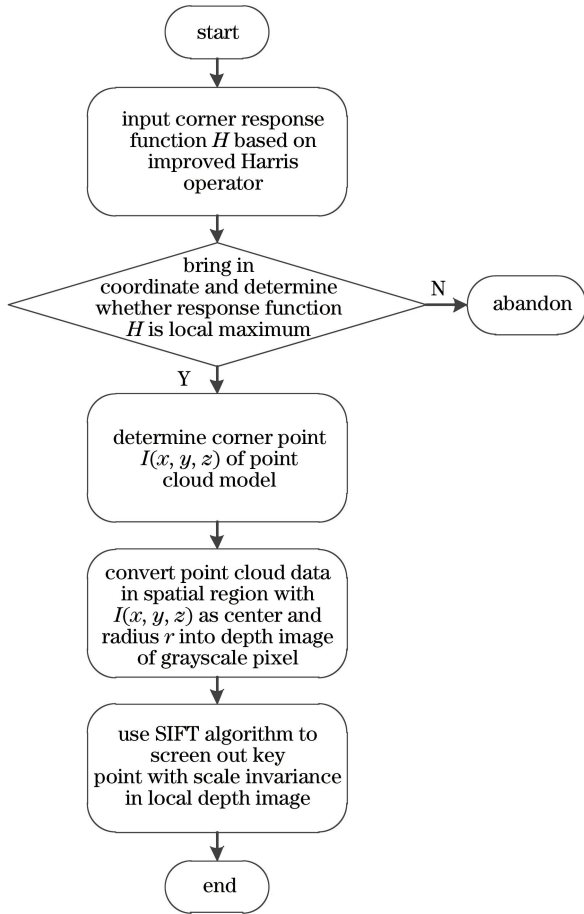 start
input corner response
function H based on
improved Harris
operator
bring in
coordinate and determine
whether response function
H is local maximum
N
abandon
Y
determine corner point
I(x, y, z) of point
cloud model
convert point cloud data
in spatial region with
I(x, y, z) as center and
radius r into depth image
of grayscale pixel
use SIFT algorithm to
screen out key
point with scale invariance
in local depth image
end